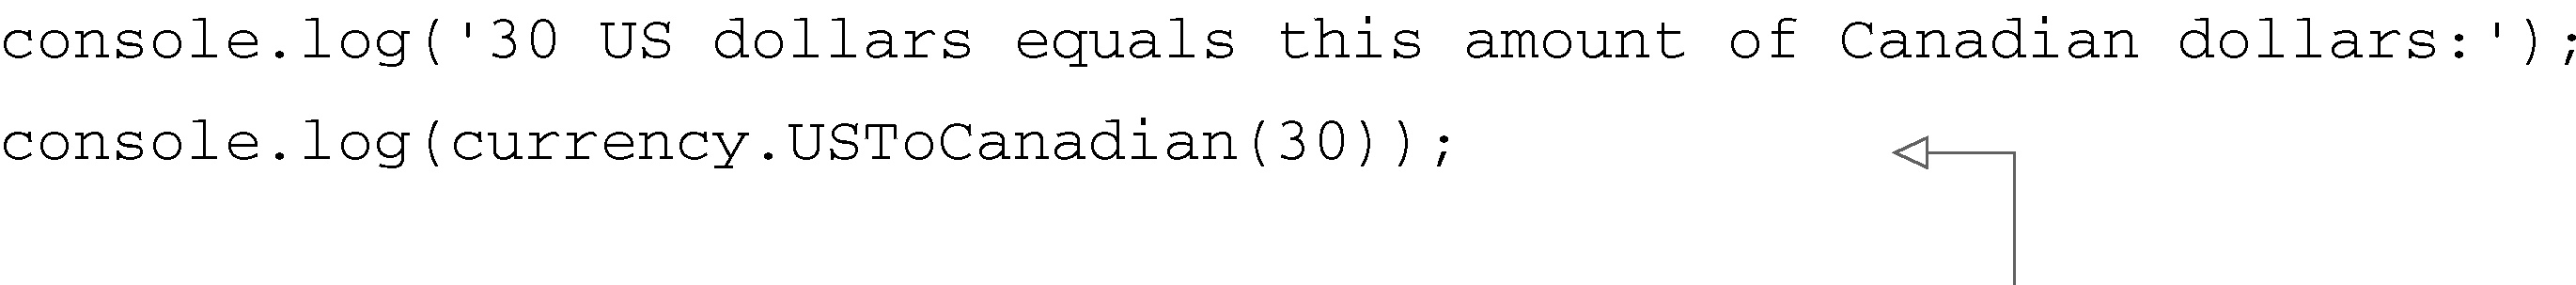 console.log('30 US dollars equals this amount of Canadian dollars:');
console.log(currency.USToCanadian(30));